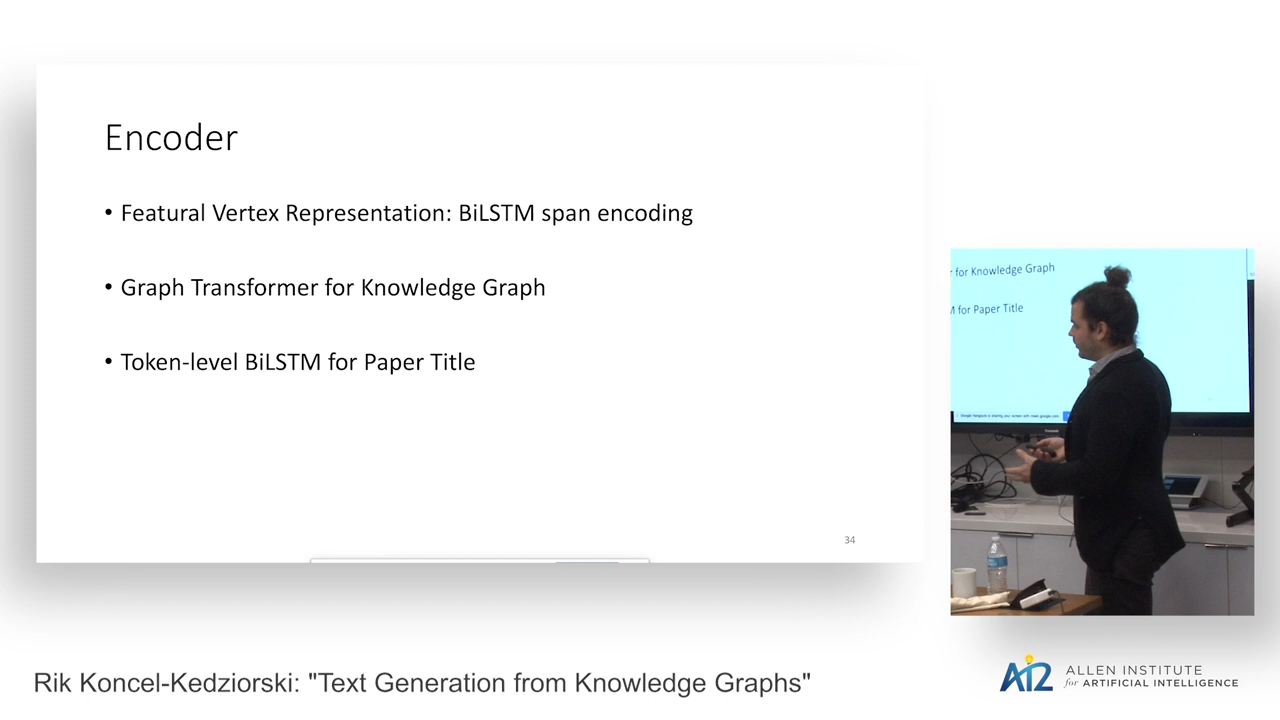 Encoder
• Featural Vertex Representation: BiLSTM span encoding
• Graph Transformer for Knowledge Graph
• Token-level BiLSTM for Paper Title
34
for Knowledge Graph
M for Paper Title
Rik Koncel-Kedziorski: "Text Generation from Knowledge Graphs"
AI2
ALLEN INSTITUTE
for ARTIFICIAL INTELLIGENCE